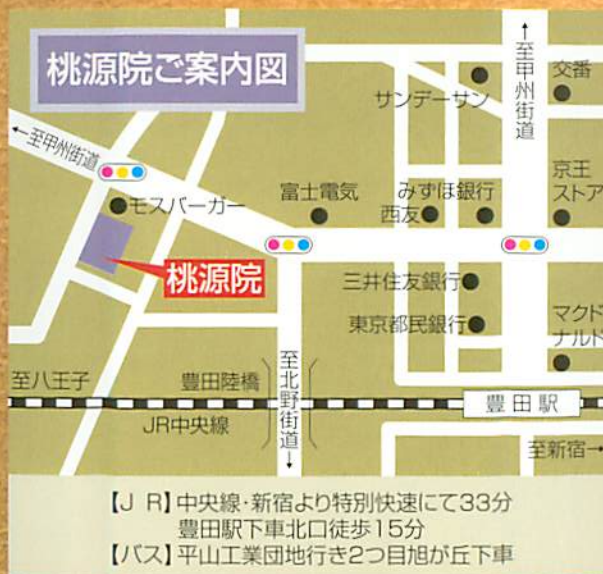 桃源院ご案内図
←至甲州街道
↑至甲州街道
サンデーサン
交番
京王
ストア
モスバーガー
富士電気
みずほ銀行
西友
桃源院
三井住友銀行
東京都民銀行
マクド
ナルド
至八王子
豊田陸橋
至北野街道↓
豊田駅
JR中央線
至新宿→
【JR】中央線・新宿より特別快速にて33分
豊田駅下車北口徒歩15分
【バス】平山工業団地行き2つ目旭が丘下車